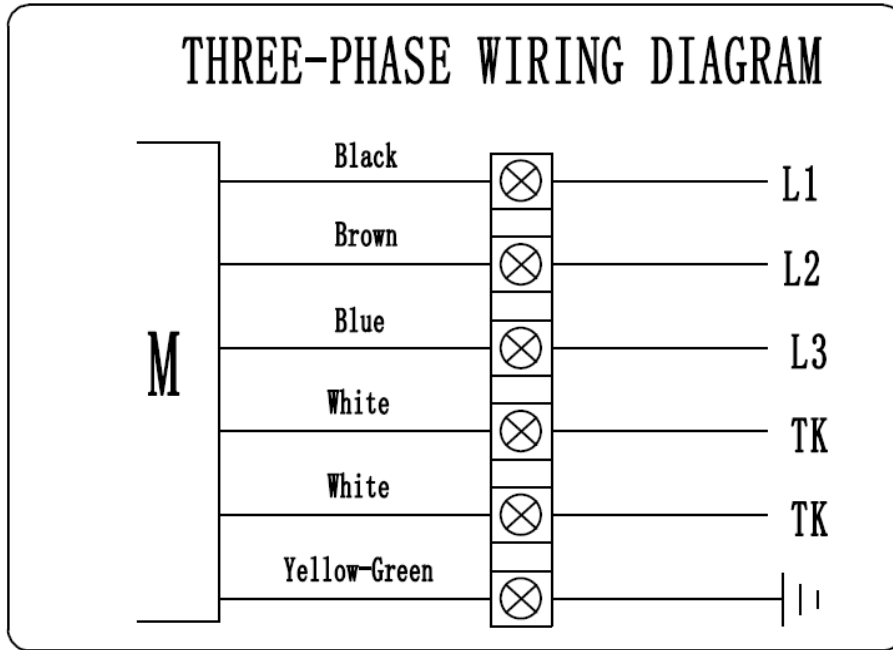 THREE-PHASE WIRING DIAGRAM
Black
L1
Brown
L2
Blue
L3
M
White
TK
White
TK
Yellow-Green